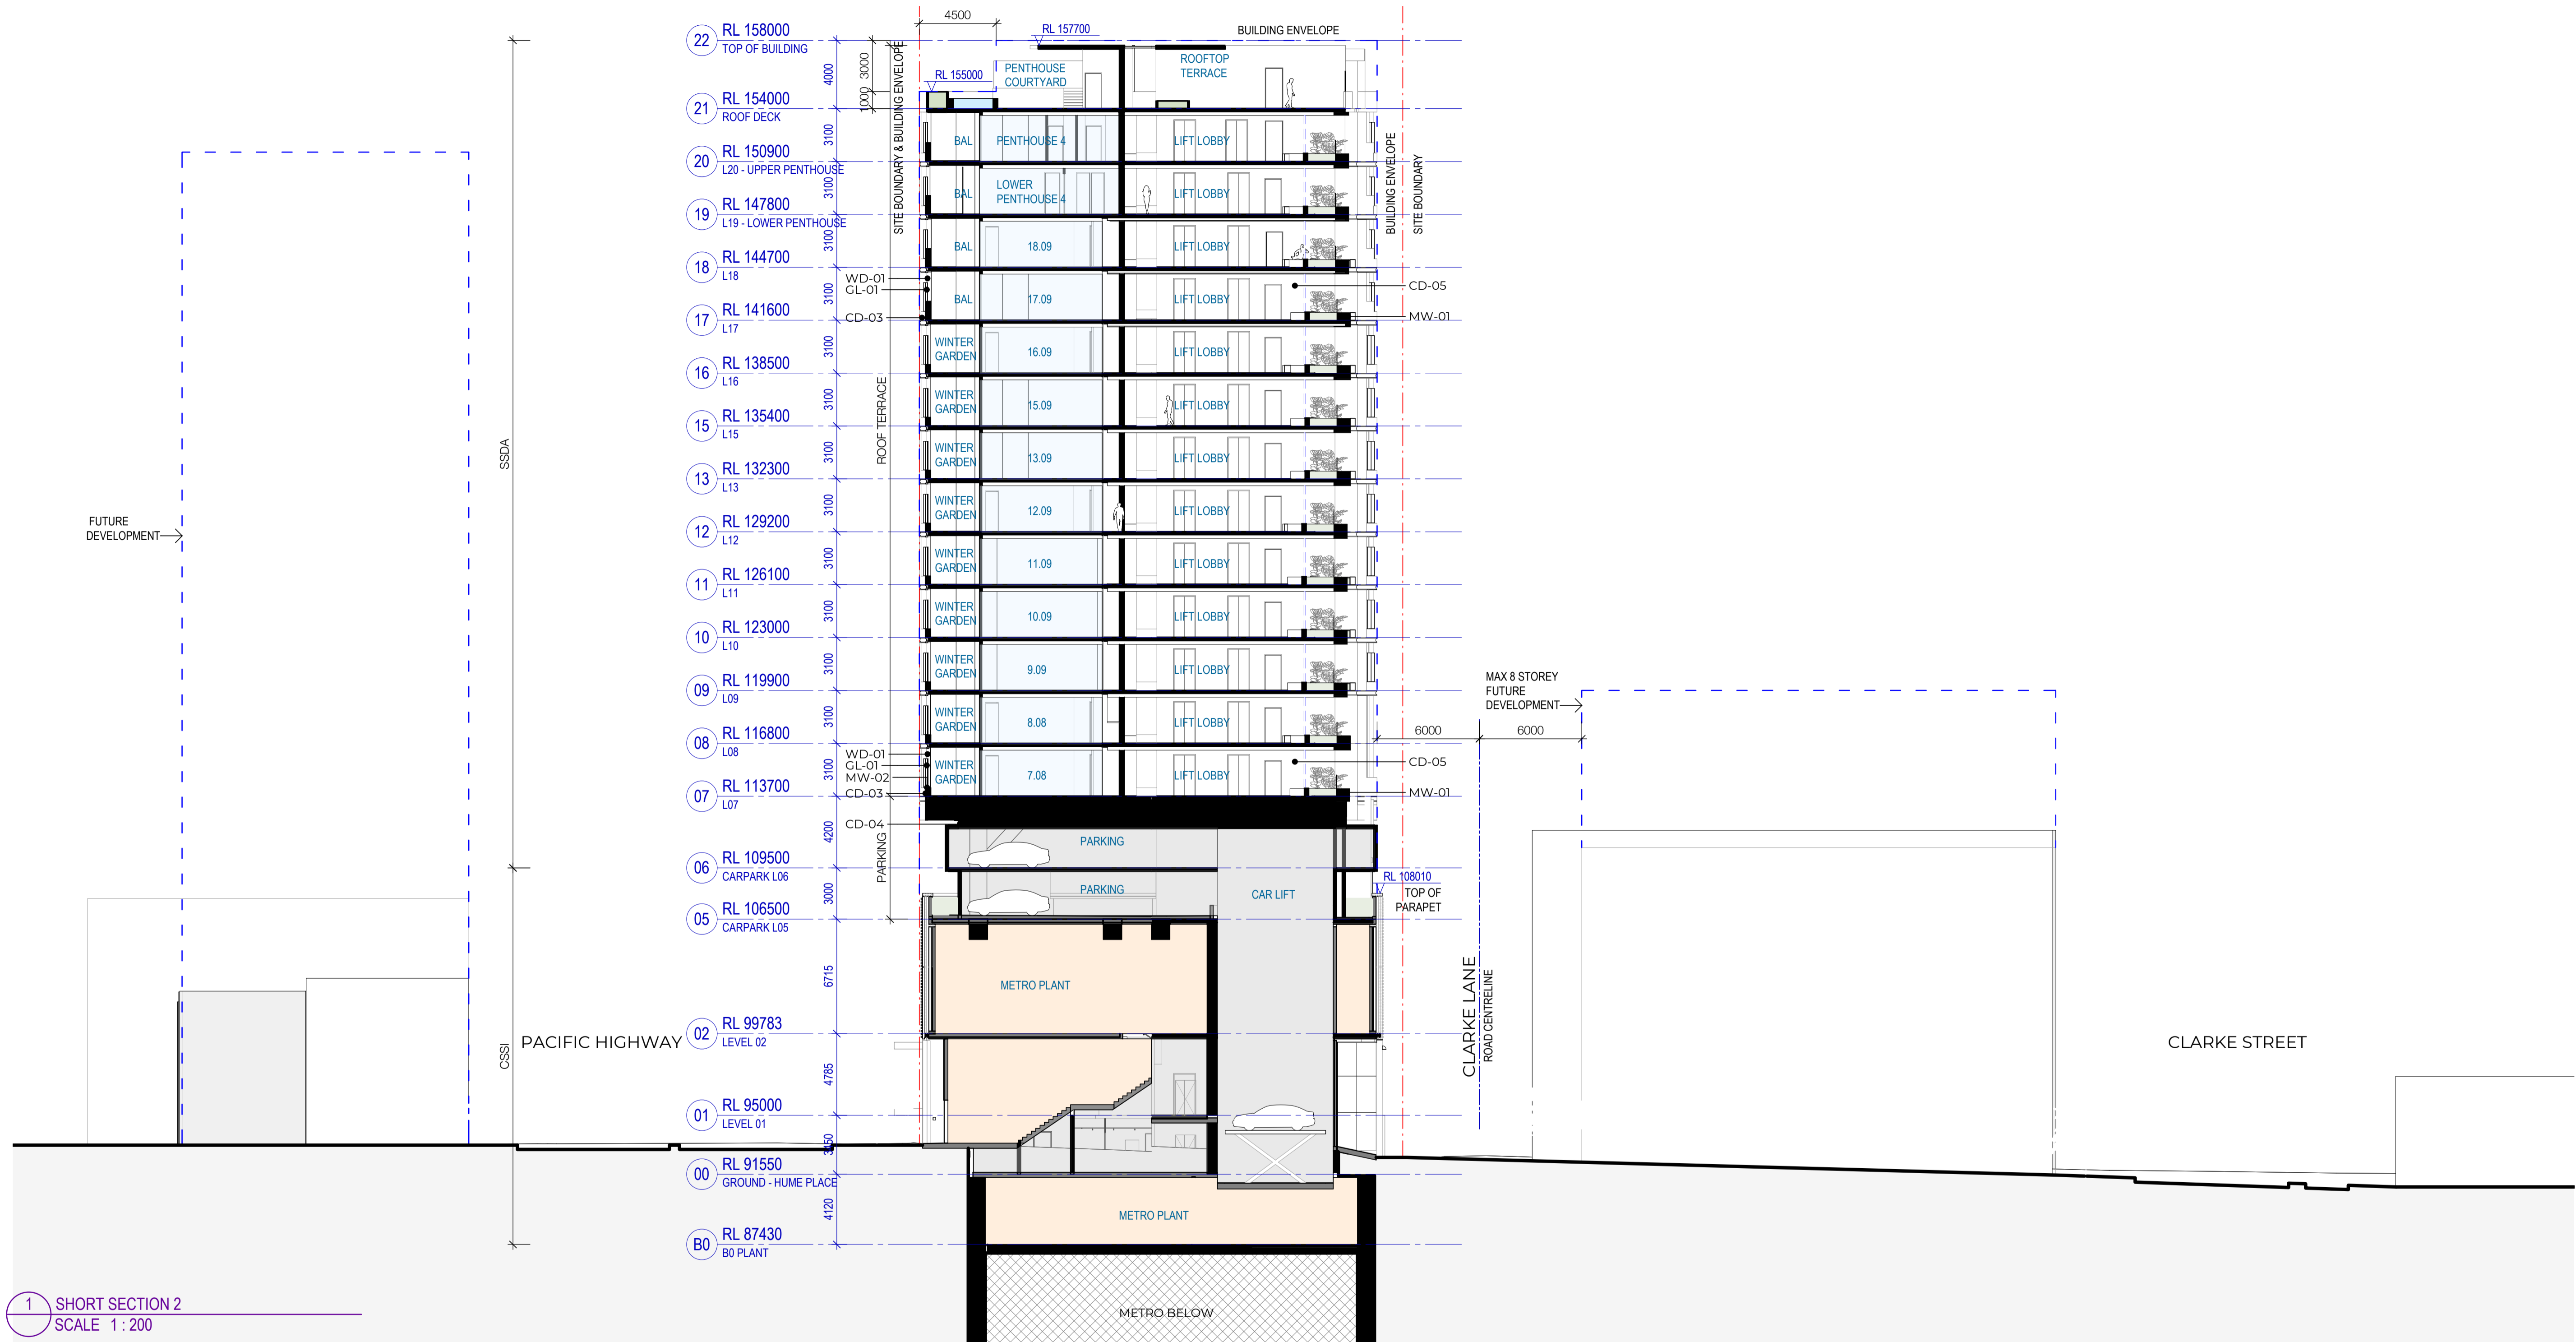 4500
RL 157700
BUILDING ENVELOPE
22
RL 158000
TOP OF BUILDING
4000
3000
1000
RL 155000
PENTHOUSE
COURTYARD
ROOFTOP
TERRACE
SITE BOUNDARY & BUILDING ENVELOPE
BUILDING ENVELOPE
SITE BOUNDARY
21
RL 154000
ROOF DECK
3100
BAL
PENTHOUSE 4
LIFT LOBBY
20
RL 150900
L20 - UPPER PENTHOUSE
3100
BAL
LOWER
PENTHOUSE 4
LIFT LOBBY
19
RL 147800
L19 - LOWER PENTHOUSE
3100
BAL
18.09
LIFT LOBBY
18
RL 144700
L18
WD-01
GL-01
CD-03
3100
BAL
17.09
LIFT LOBBY
CD-05
MW-01
17
RL 141600
L17
3100
WINTER
GARDEN
16.09
LIFT LOBBY
16
RL 138500
L16
3100
WINTER
GARDEN
15.09
LIFT LOBBY
15
RL 135400
L15
ROOF TERRACE
SSDA
3100
WINTER
GARDEN
13.09
LIFT LOBBY
13
RL 132300
L13
3100
WINTER
GARDEN
12.09
LIFT LOBBY
FUTURE
DEVELOPMENT
12
RL 129200
L12
3100
WINTER
GARDEN
11.09
LIFT LOBBY
11
RL 126100
L11
3100
WINTER
GARDEN
10.09
LIFT LOBBY
10
RL 123000
L10
3100
WINTER
GARDEN
9.09
LIFT LOBBY
09
RL 119900
L09
MAX 8 STOREY
FUTURE
DEVELOPMENT
3100
WINTER
GARDEN
8.08
LIFT LOBBY
6000
6000
08
RL 116800
L08
WD-01
GL-01
MW-02
CD-03
3100
WINTER
GARDEN
7.08
LIFT LOBBY
CD-05
MW-01
07
RL 113700
L07
CD-04
4200
PARKING
PARKING
06
RL 109500
CARPARK L06
3000
PARKING
CAR LIFT
RL 108010
TOP OF
PARAPET
05
RL 106500
CARPARK L05
6715
METRO PLANT
02
RL 99783
LEVEL 02
PACIFIC HIGHWAY
CSSI
4785
CLARKE LANE
ROAD CENTRELINE
CLARKE STREET
01
RL 95000
LEVEL 01
3450
00
RL 91550
GROUND - HUME PLACE
4120
METRO PLANT
B0
RL 87430
B0 PLANT
METRO BELOW
1
SHORT SECTION 2
SCALE 1 : 200